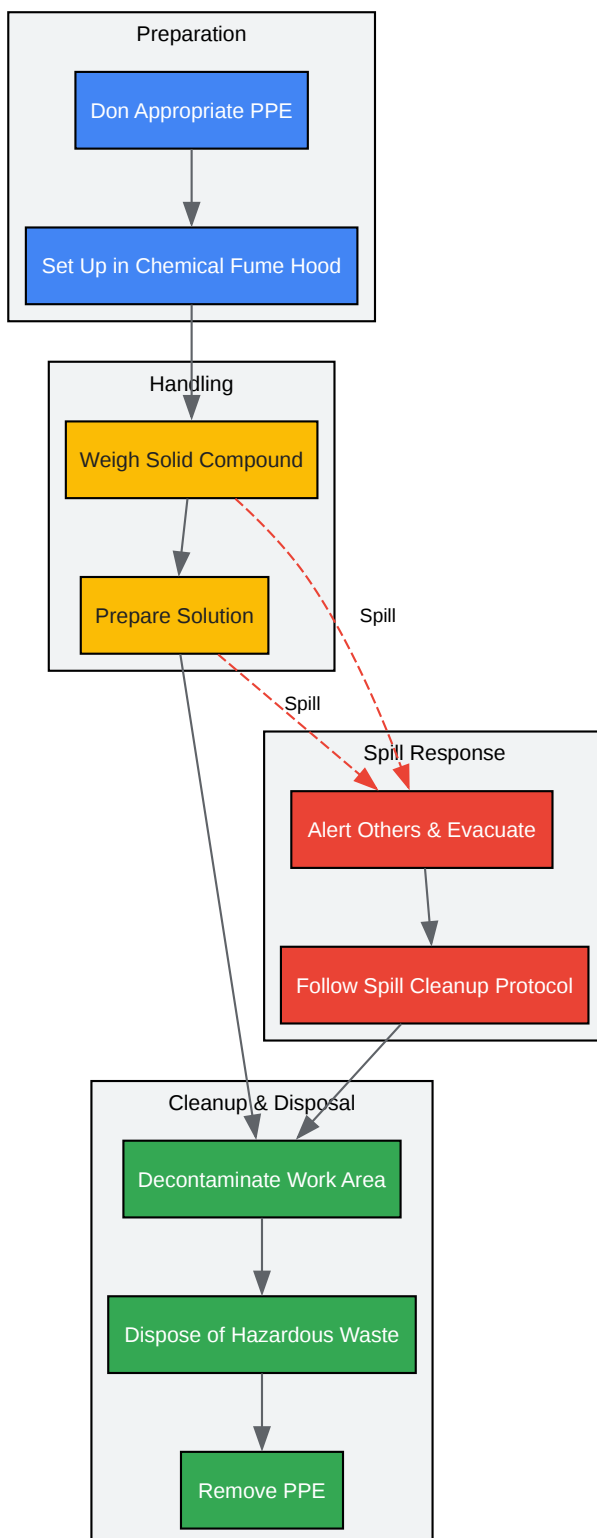 Preparation
Don Appropriate PPE
Set Up in Chemical Fume Hood
Handling
Weigh Solid Compound
Prepare Solution
Spill
Spill
Spill Response
Alert Others & Evacuate
Follow Spill Cleanup Protocol
Cleanup & Disposal
Decontaminate Work Area
Dispose of Hazardous Waste
Remove PPE